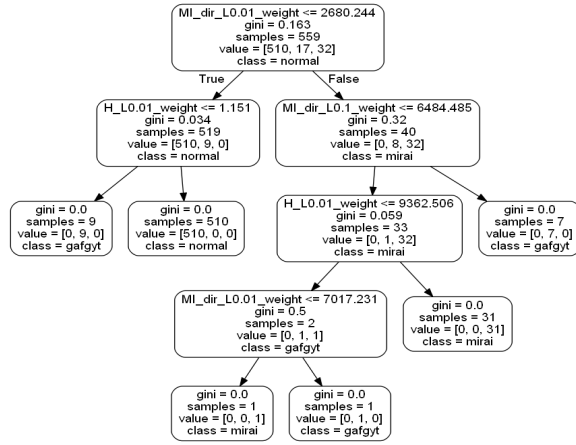 MI_dir_L0.01_weight <= 2680.244
gini = 0.163
samples = 559
value = [510, 17, 32]
class = normal
True
False
H_L0.01_weight <= 1.151
gini = 0.034
samples = 519
value = [510, 9, 0]
class = normal
MI_dir_L0.1_weight <= 6484.485
gini = 0.32
samples = 40
value = [0, 8, 32]
class = mirai
gini = 0.0
samples = 9
value = [0, 9, 0]
class = gafgyt
gini = 0.0
samples = 510
value = [510, 0, 0]
class = normal
H_L0.01_weight <= 9362.506
gini = 0.059
samples = 33
value = [0, 1, 32]
class = mirai
gini = 0.0
samples = 7
value = [0, 7, 0]
class = gafgyt
MI_dir_L0.01_weight <= 7017.231
gini = 0.5
samples = 2
value = [0, 1, 1]
class = gafgyt
gini = 0.0
samples = 31
value = [0, 0, 31]
class = mirai
gini = 0.0
samples = 1
value = [0, 0, 1]
class = mirai
gini = 0.0
samples = 1
value = [0, 1, 0]
class = gafgyt